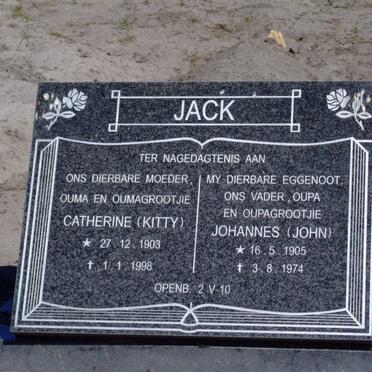 JACK
TER NAGEDAGTENIS AAN
ONS DIERBARE MOEDER,
OUMA EN OUMAGROOTJIE
CATHERINE (KITTY)
★ 27. 12. 1903
✝ 1. 1. 1998
MY DIERBARE EGGENOOT,
ONS VADER, OUPA
EN OUPAGROOTJIE
JOHANNES (JOHN)
★ 16. 5. 1905
✝ 3. 8. 1974
OPENB. 2 V-10